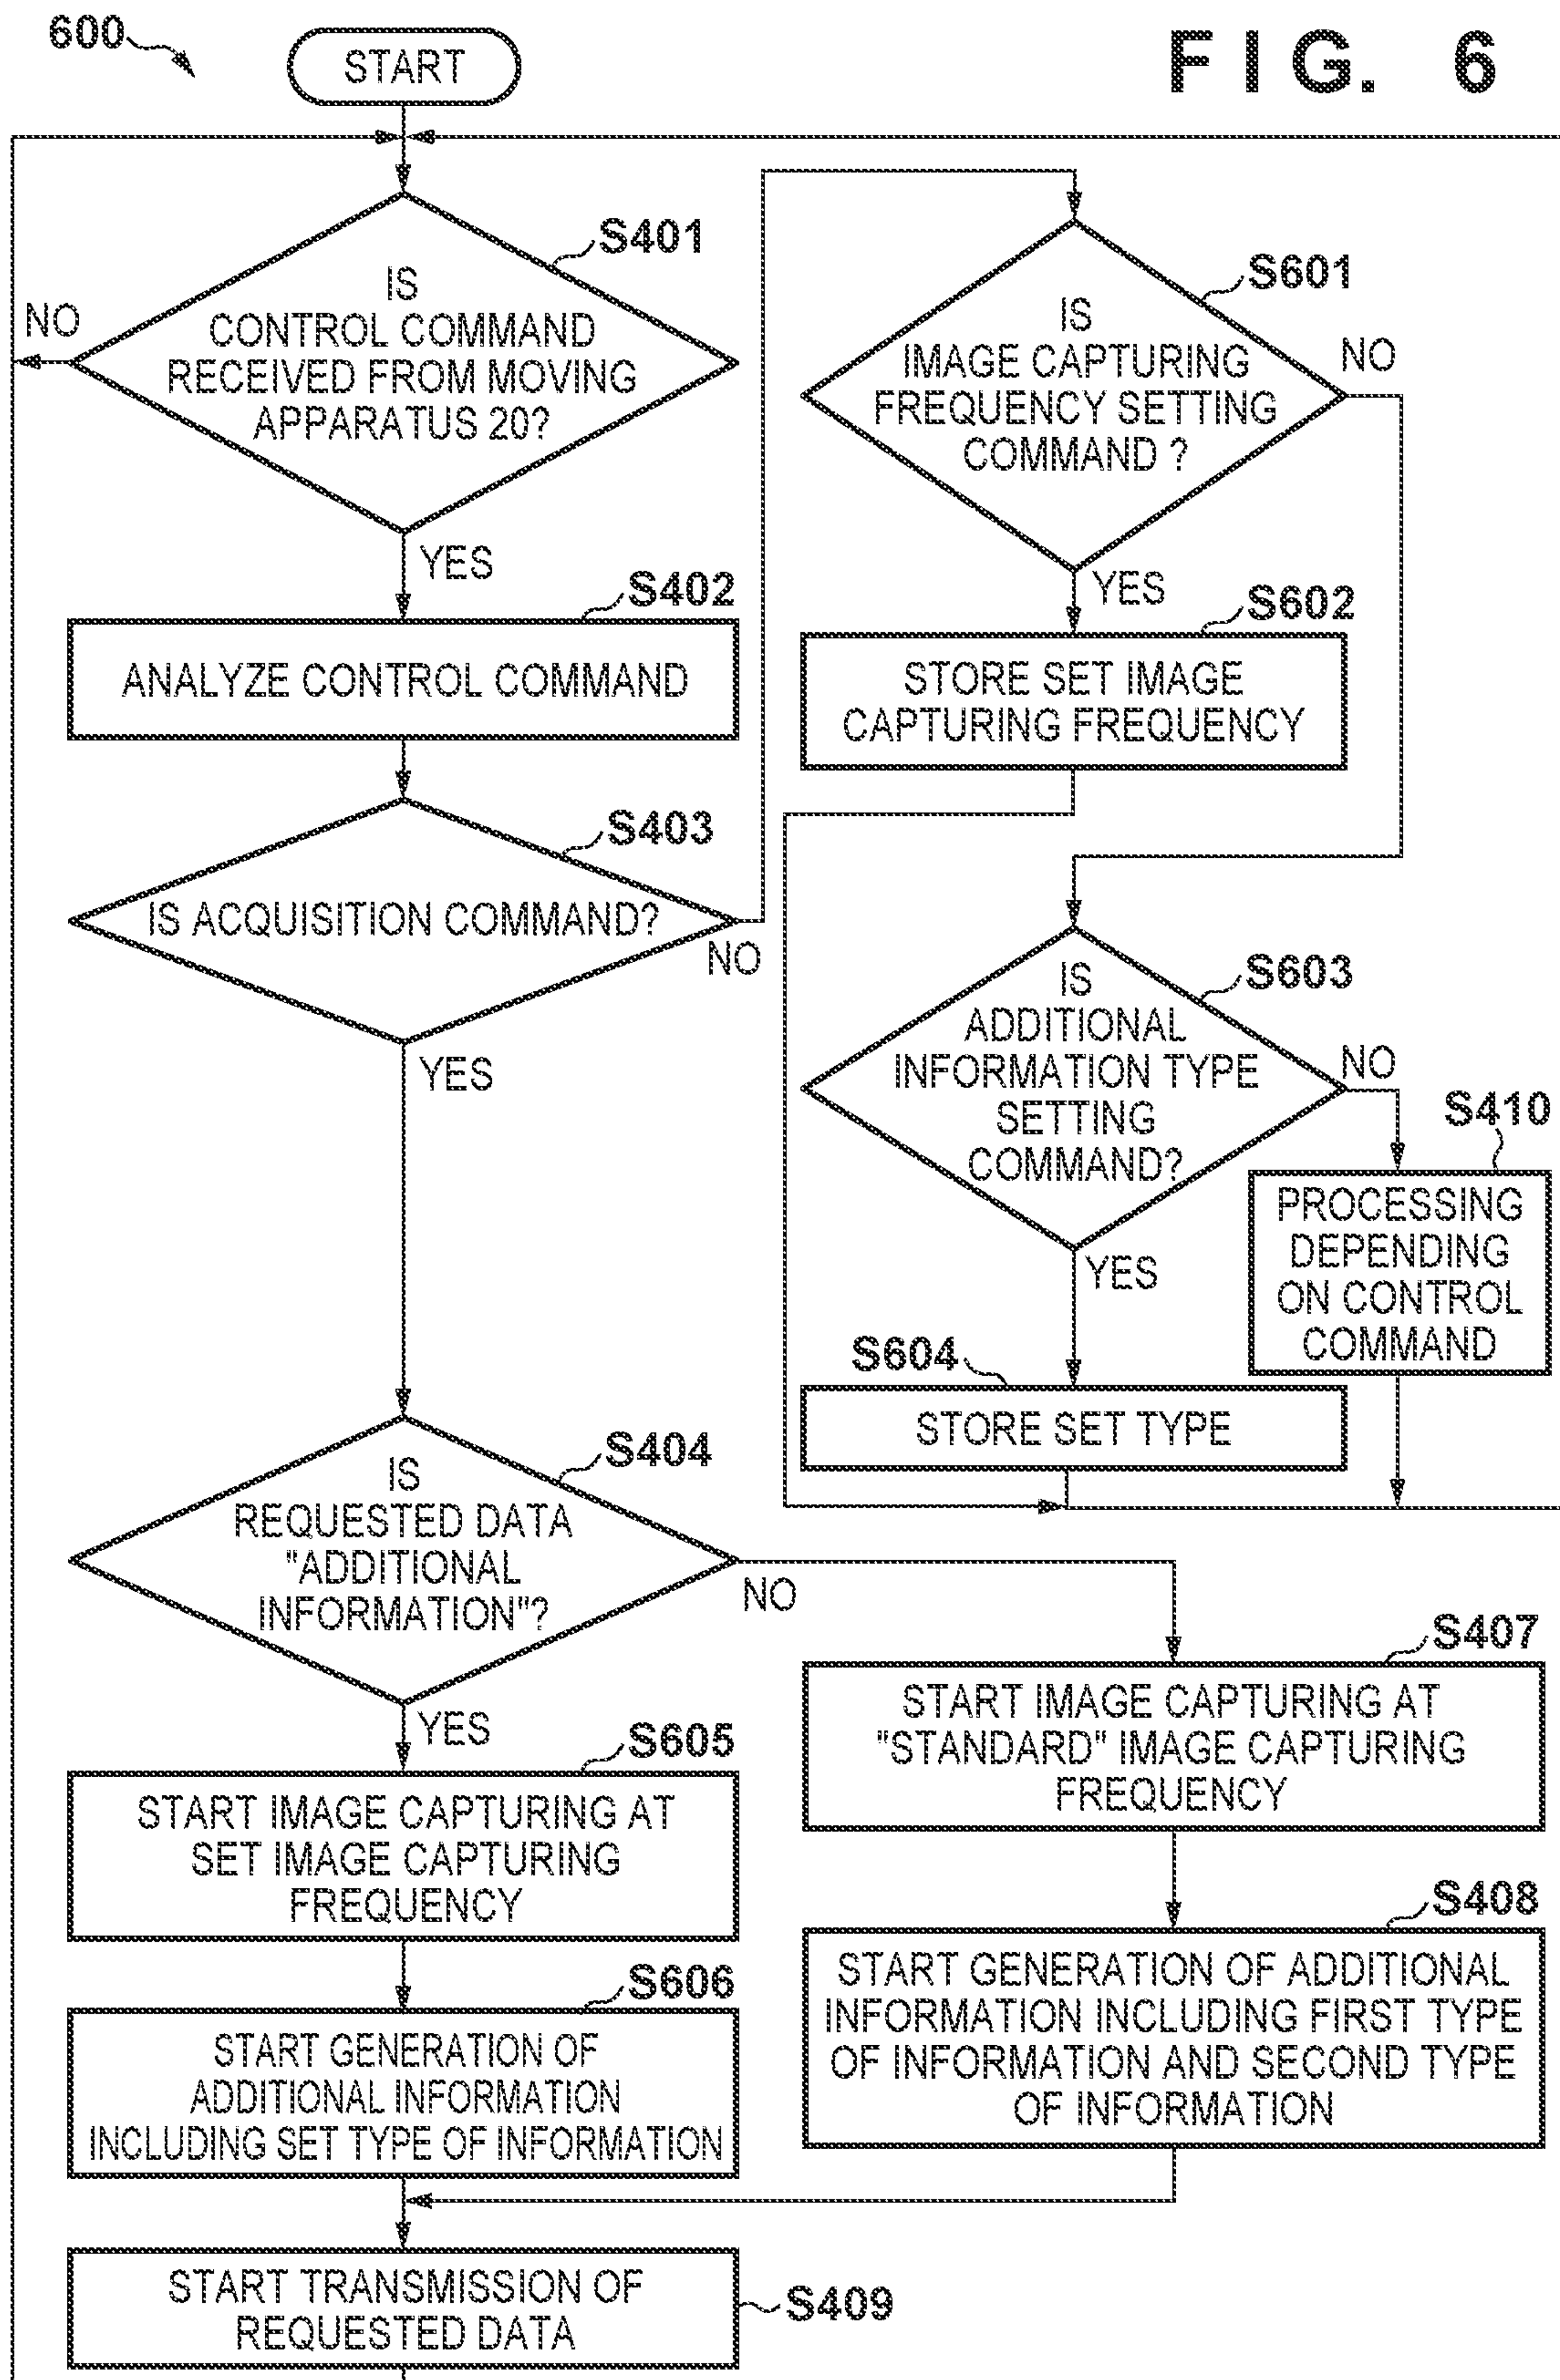 600
START
F I G. 6
S401
IS
CONTROL COMMAND
RECEIVED FROM MOVING
APPARATUS 20?
NO
YES
S402
ANALYZE CONTROL COMMAND
S403
IS ACQUISITION COMMAND?
NO
YES
S601
IS
IMAGE CAPTURING
FREQUENCY SETTING
COMMAND ?
NO
YES
S602
STORE SET IMAGE
CAPTURING FREQUENCY
S603
IS
ADDITIONAL
INFORMATION TYPE
SETTING
COMMAND?
NO
S410
PROCESSING
DEPENDING
ON CONTROL
COMMAND
YES
S604
STORE SET TYPE
S404
IS
REQUESTED DATA
"ADDITIONAL
INFORMATION"?
NO
YES
S605
START IMAGE CAPTURING AT
SET IMAGE CAPTURING
FREQUENCY
S606
START GENERATION OF
ADDITIONAL INFORMATION
INCLUDING SET TYPE OF INFORMATION
S407
START IMAGE CAPTURING AT
"STANDARD" IMAGE CAPTURING
FREQUENCY
S408
START GENERATION OF ADDITIONAL
INFORMATION INCLUDING FIRST TYPE
OF INFORMATION AND SECOND TYPE
OF INFORMATION
START TRANSMISSION OF
REQUESTED DATA
S409